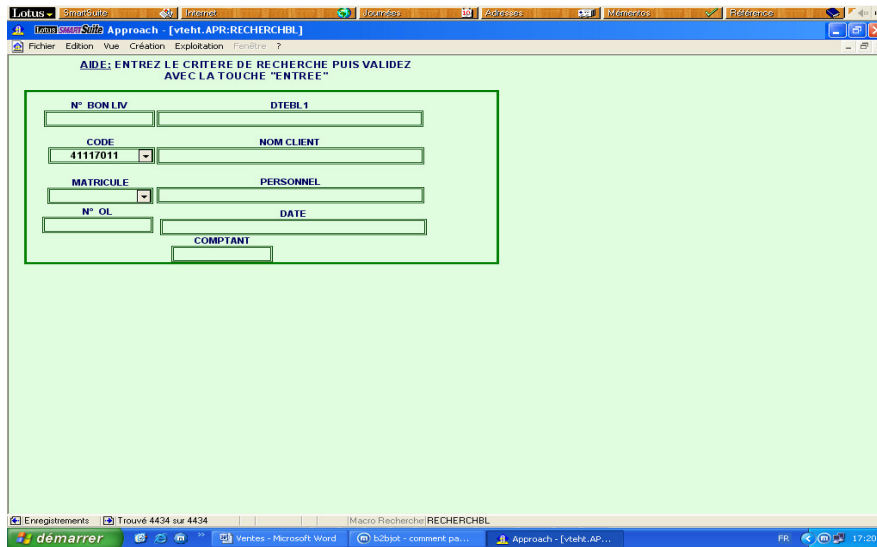 Lotus SmartSuite Internet Journées 10 Adresses Mémentos Référence
Lotus SMARTSuite Approach - [vteht.APR:RECHERCHBL]
Fichier Edition Vue Création Exploitation Fenêtre ?
AIDE: ENTREZ LE CRITERE DE RECHERCHE PUIS VALIDEZ
AVEC LA TOUCHE "ENTREE"
N° BON LIV DTEBL1
CODE NOM CLIENT
41117011
MATRICULE PERSONNEL
N° OL DATE
COMPTANT
Enregistrements Trouvé 4434 sur 4434 Macro Recherche RECHERCHBL
démarrer Ventes - Microsoft Word b2bjot - comment pa... Approach - [vteht.AP... FR 17:20